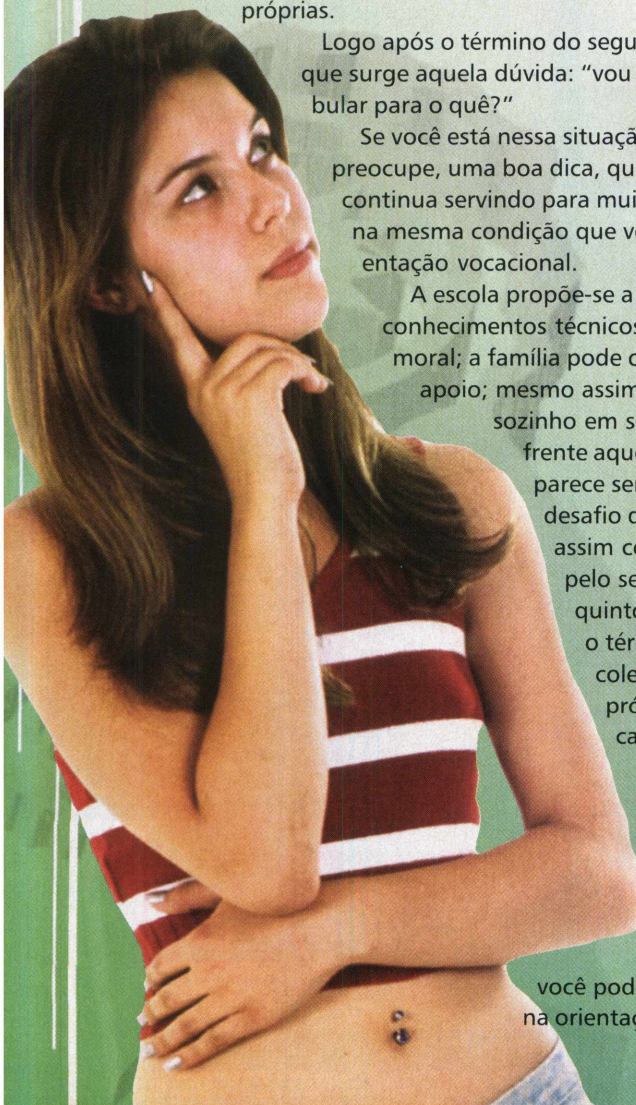 próprias.
Logo após o término do segu
que surge aquela dúvida: “vou
bular para o quê?”
Se você está nessa situaçã
preocupe, uma boa dica, qu
continua servindo para mui
na mesma condição que v
entação vocacional.
A escola propõe-se a
conhecimentos técnicos
moral; a família pode
apoio; mesmo assim
sozinho em s
frente aque
parece ser
desafio
assim co
pelo se
quinto
o tér
cole
pró
ca
você pod
na orientaç